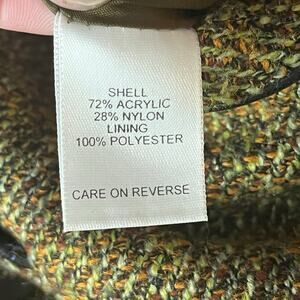 SHELL
72% ACRYLIC
28% NYLON
LINING
100% POLYESTER
CARE ON REVERSE